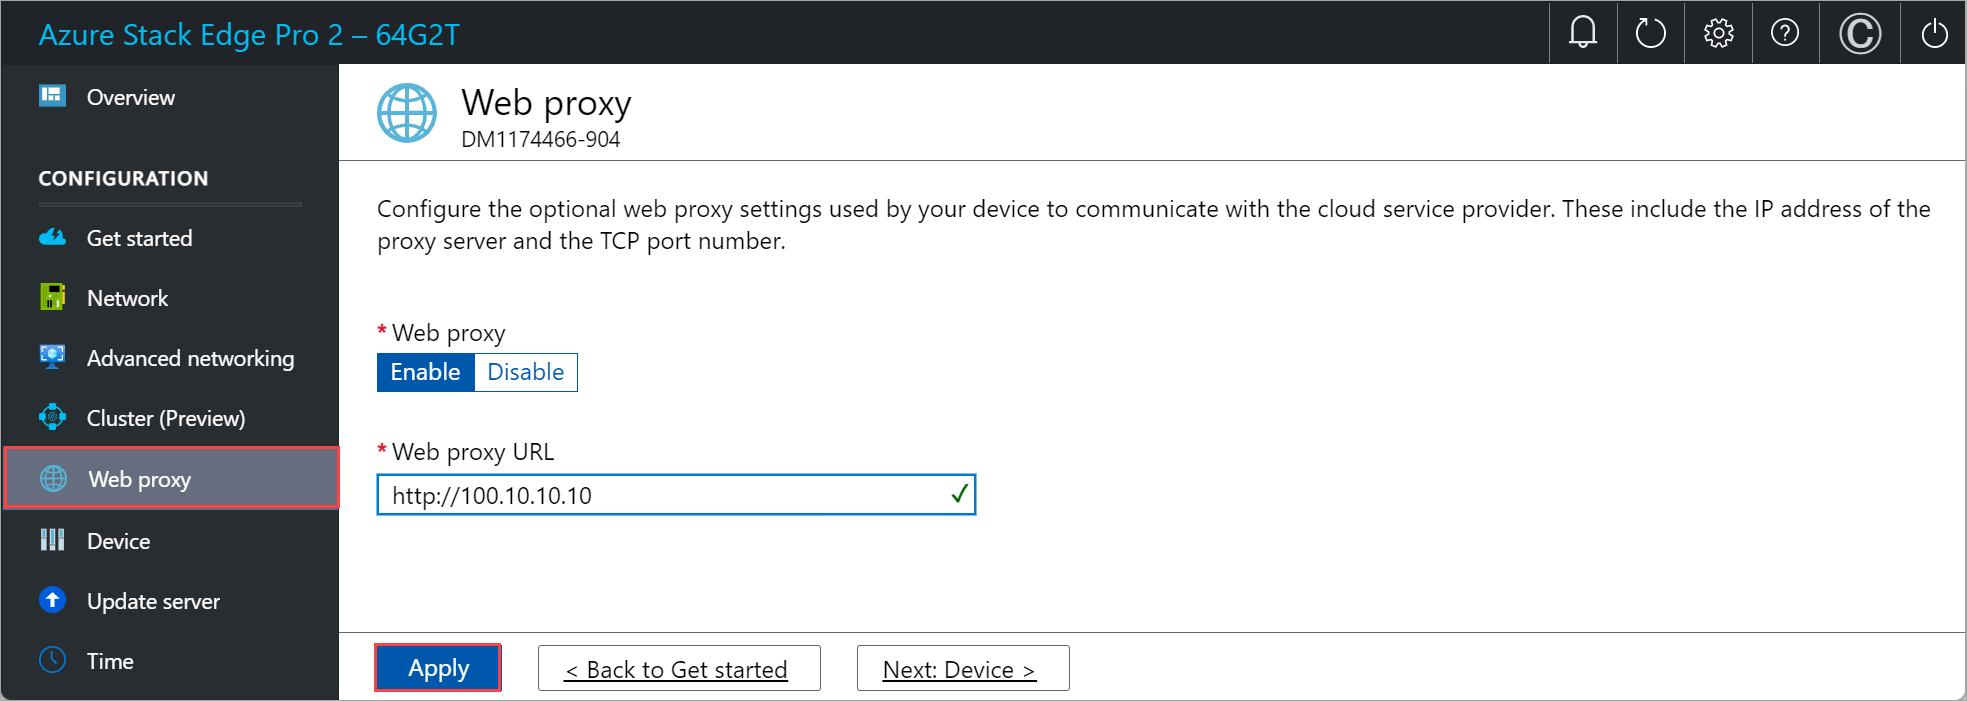 Azure Stack Edge Pro 2 – 64G2T
Overview
CONFIGURATION
Get started
Network
Advanced networking
Cluster (Preview)
Web proxy
Device
Update server
Time
Web proxy
DM1174466-904
Configure the optional web proxy settings used by your device to communicate with the cloud service provider. These include the IP address of the
proxy server and the TCP port number.
* Web proxy
Enable Disable
* Web proxy URL
http://100.10.10.10
Apply < Back to Get started Next: Device >